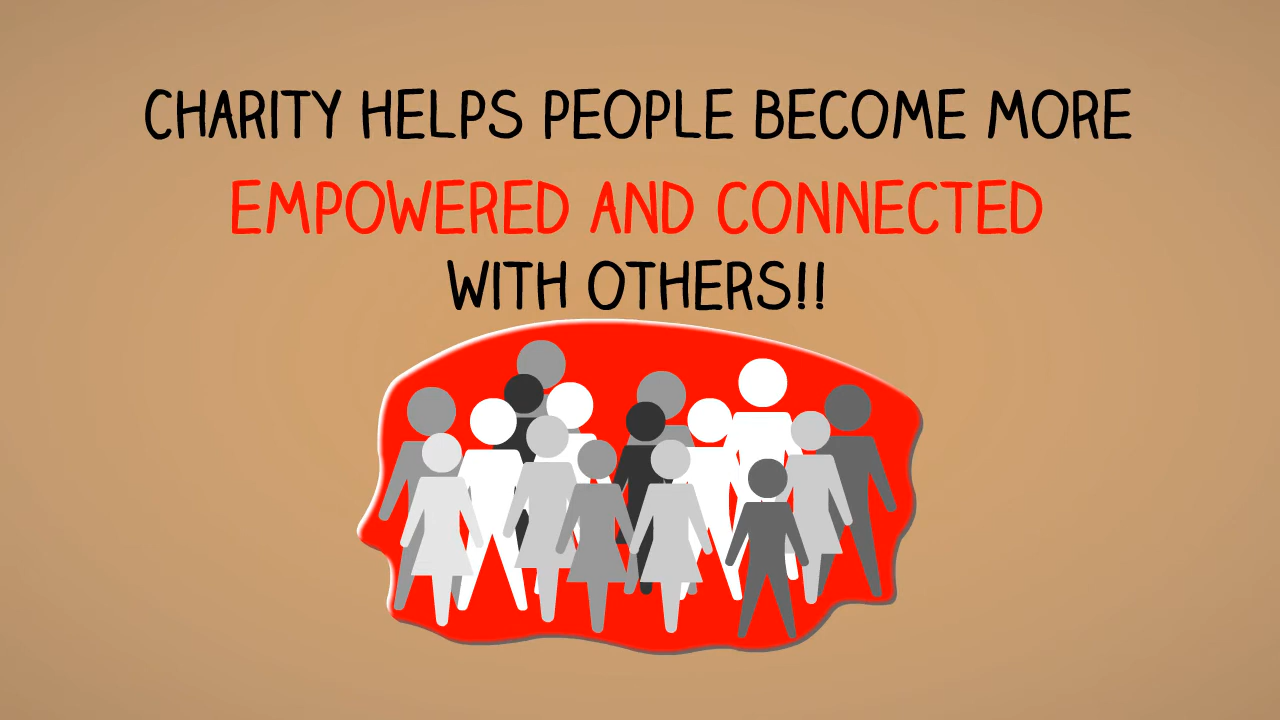 CHARITY HELPS PEOPLE BECOME MORE
EMPOWERED AND CONNECTED
WITH OTHERS!!